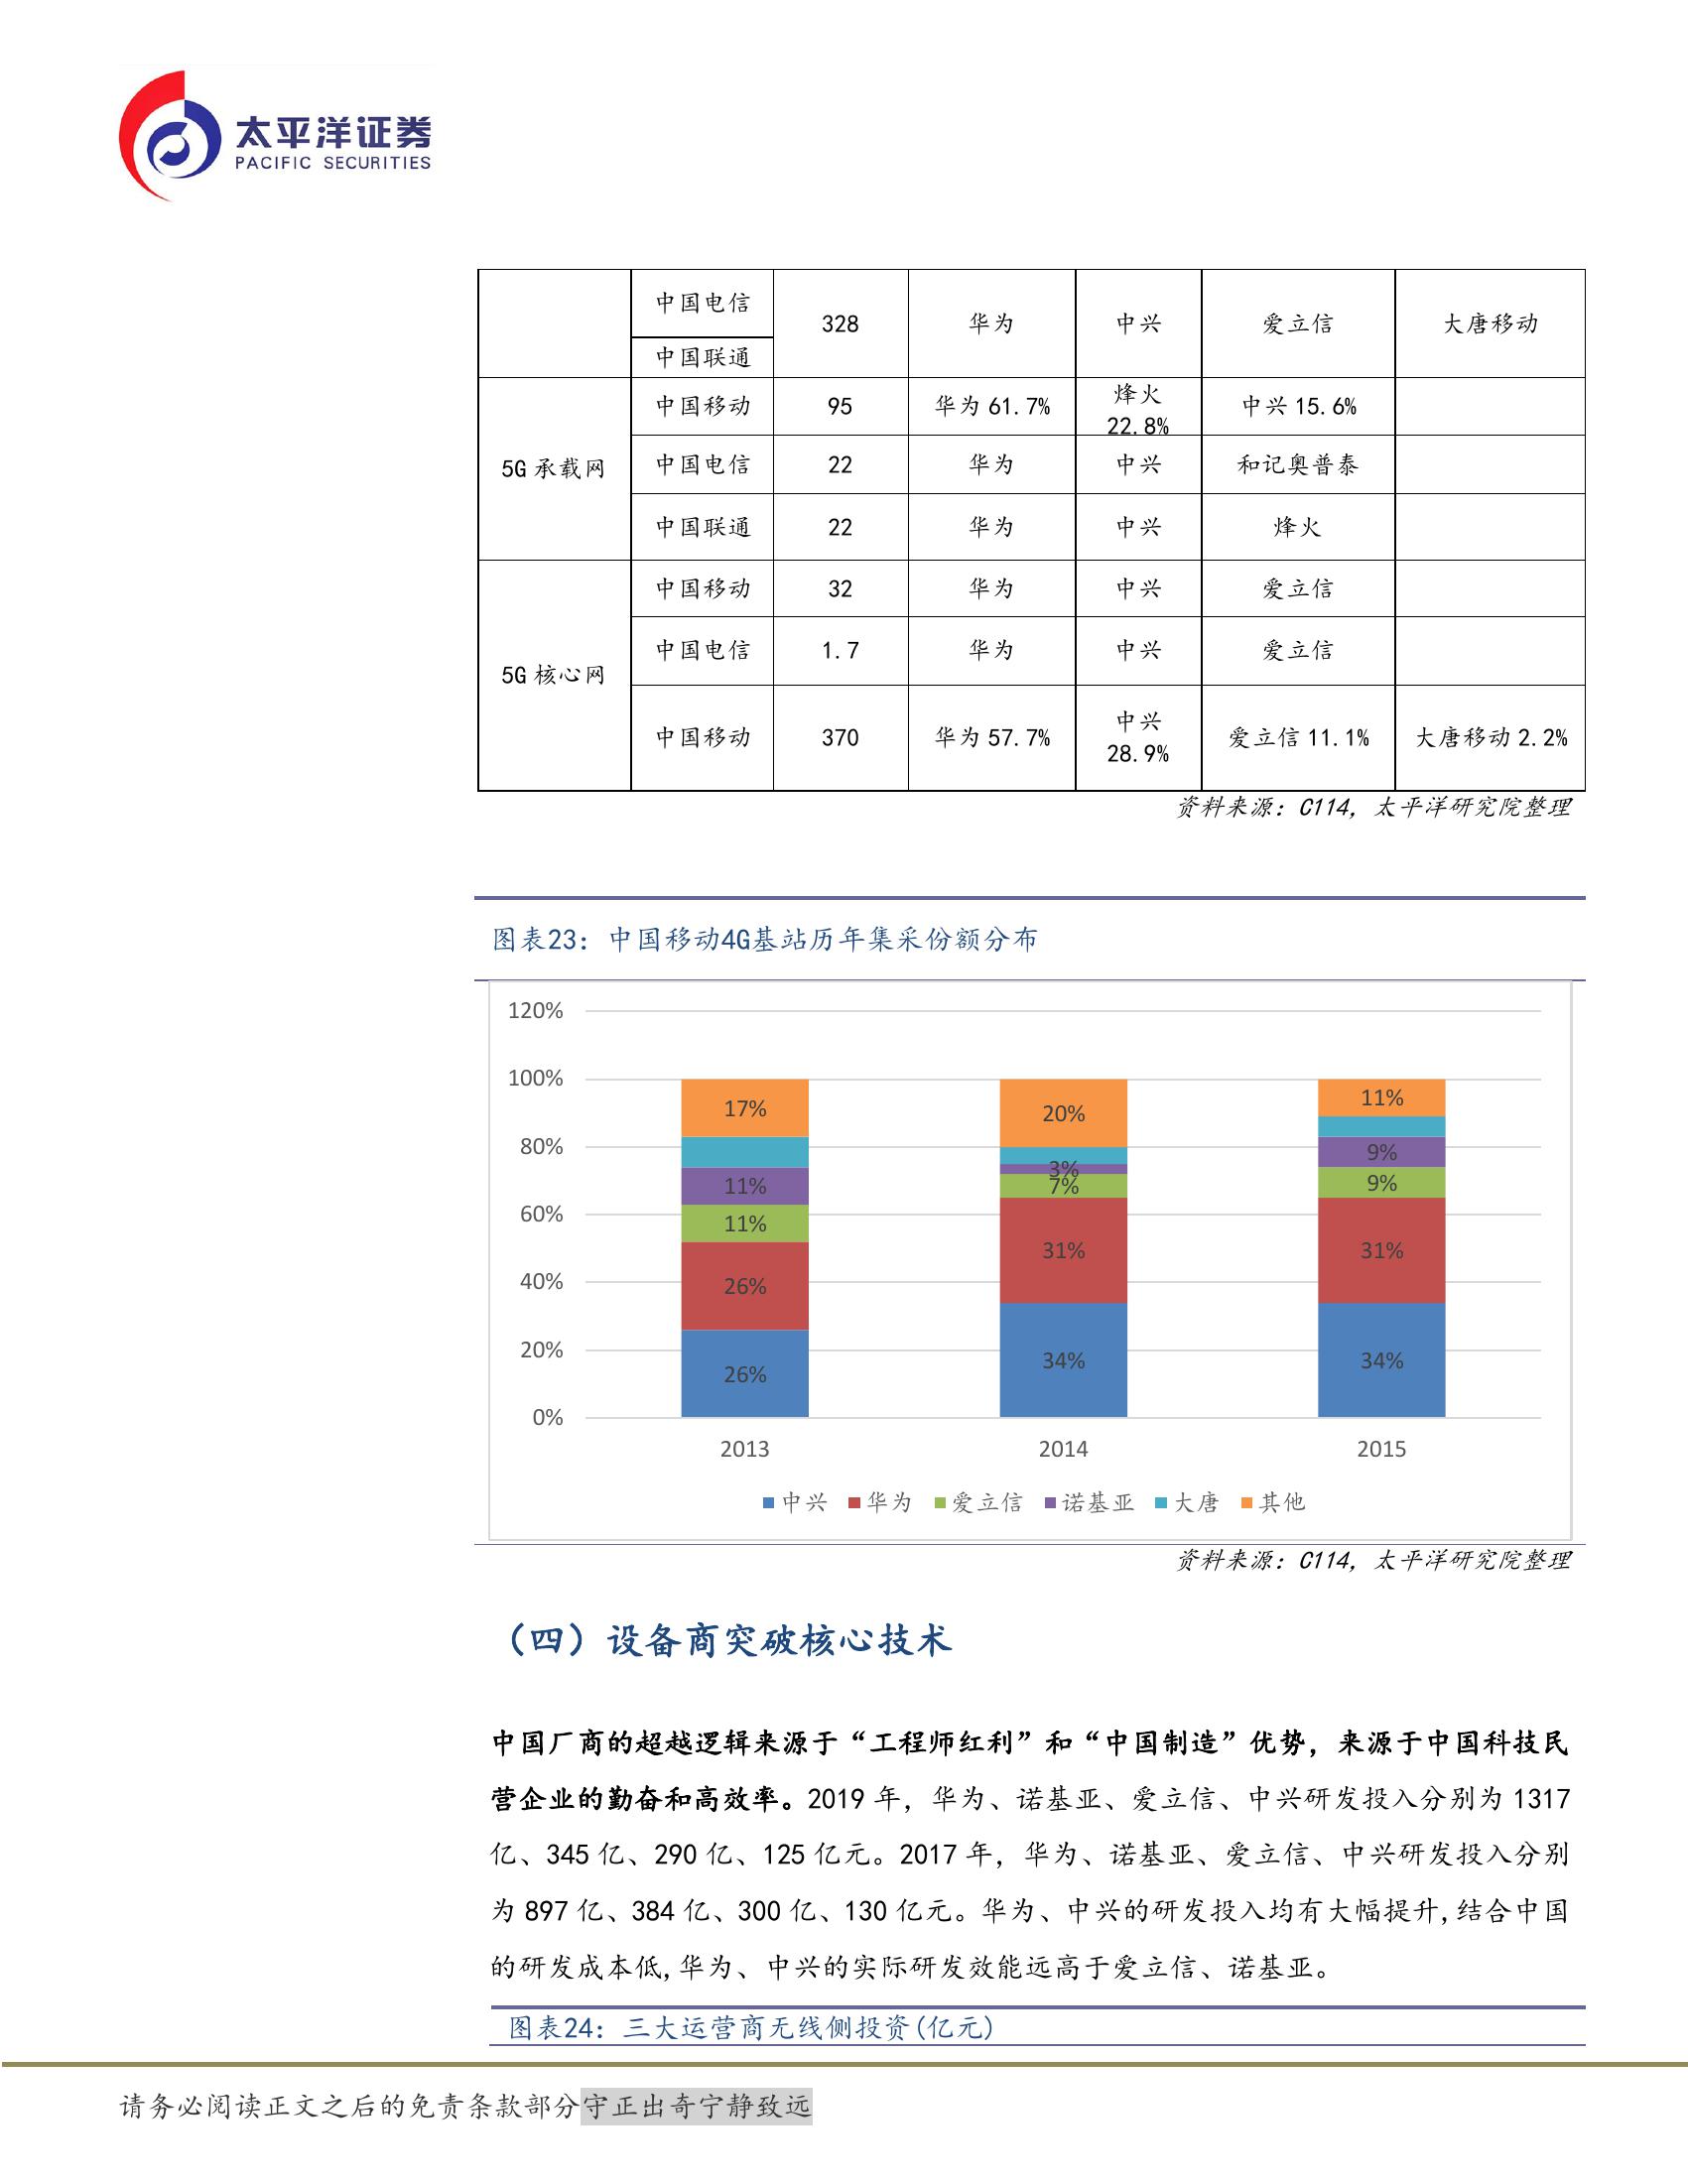 太平洋证券
PACIFIC SECURITIES
中国电信 328 华为 中兴 爱立信 大唐移动
中国联通
5G 承载网 中国移动 95 华为 61.7% 烽火 22.8% 中兴 15.6%
中国电信 22 华为 中兴 和记奥普泰
中国联通 22 华为 中兴 烽火
5G 核心网 中国移动 32 华为 中兴 爱立信
中国电信 1.7 华为 中兴 爱立信
中国移动 370 华为 57.7% 中兴 28.9% 爱立信 11.1% 大唐移动 2.2%
资料来源：C114，太平洋研究院整理
图表23：中国移动4G基站历年集采份额分布
120%
100%
80%
60%
40%
20%
0%
17%
11%
11%
26%
26%
20%
3%
7%
31%
34%
11%
9%
9%
31%
34%
2013 2014 2015
中兴 华为 爱立信 诺基亚 大唐 其他
资料来源：C114，太平洋研究院整理
（四）设备商突破核心技术
中国厂商的超越逻辑来源于“工程师红利”和“中国制造”优势，来源于中国科技民
营企业的勤奋和高效率。2019 年，华为、诺基亚、爱立信、中兴研发投入分别为 1317
亿、345 亿、290 亿、125 亿元。2017 年，华为、诺基亚、爱立信、中兴研发投入分别
为 897 亿、384 亿、300 亿、130 亿元。华为、中兴的研发投入均有大幅提升,结合中国
的研发成本低,华为、中兴的实际研发效能远高于爱立信、诺基亚。
图表24：三大运营商无线侧投资(亿元)
请务必阅读正文之后的免责条款部分守正出奇宁静致远